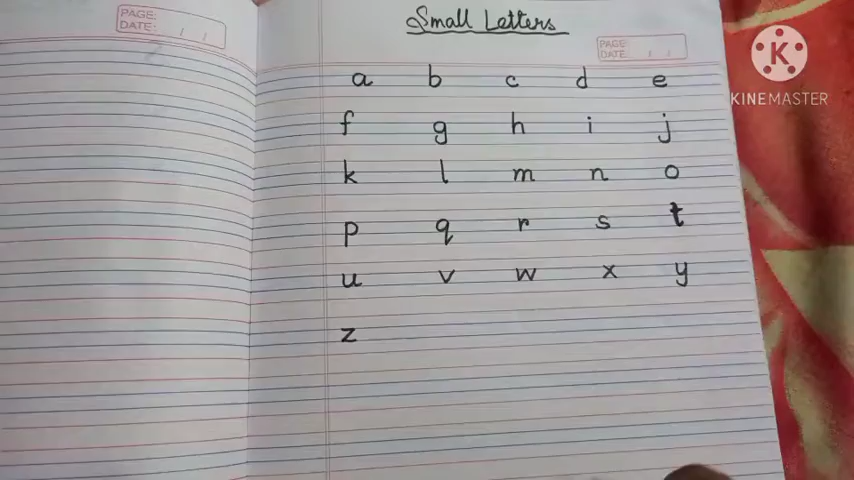 PAGE:
DATE: / /
Small Letters
PAGE:
DATE: / /
KINEMASTER
a b c d e
f g h i j
k l m n o
p q r s t
u v w x y
z